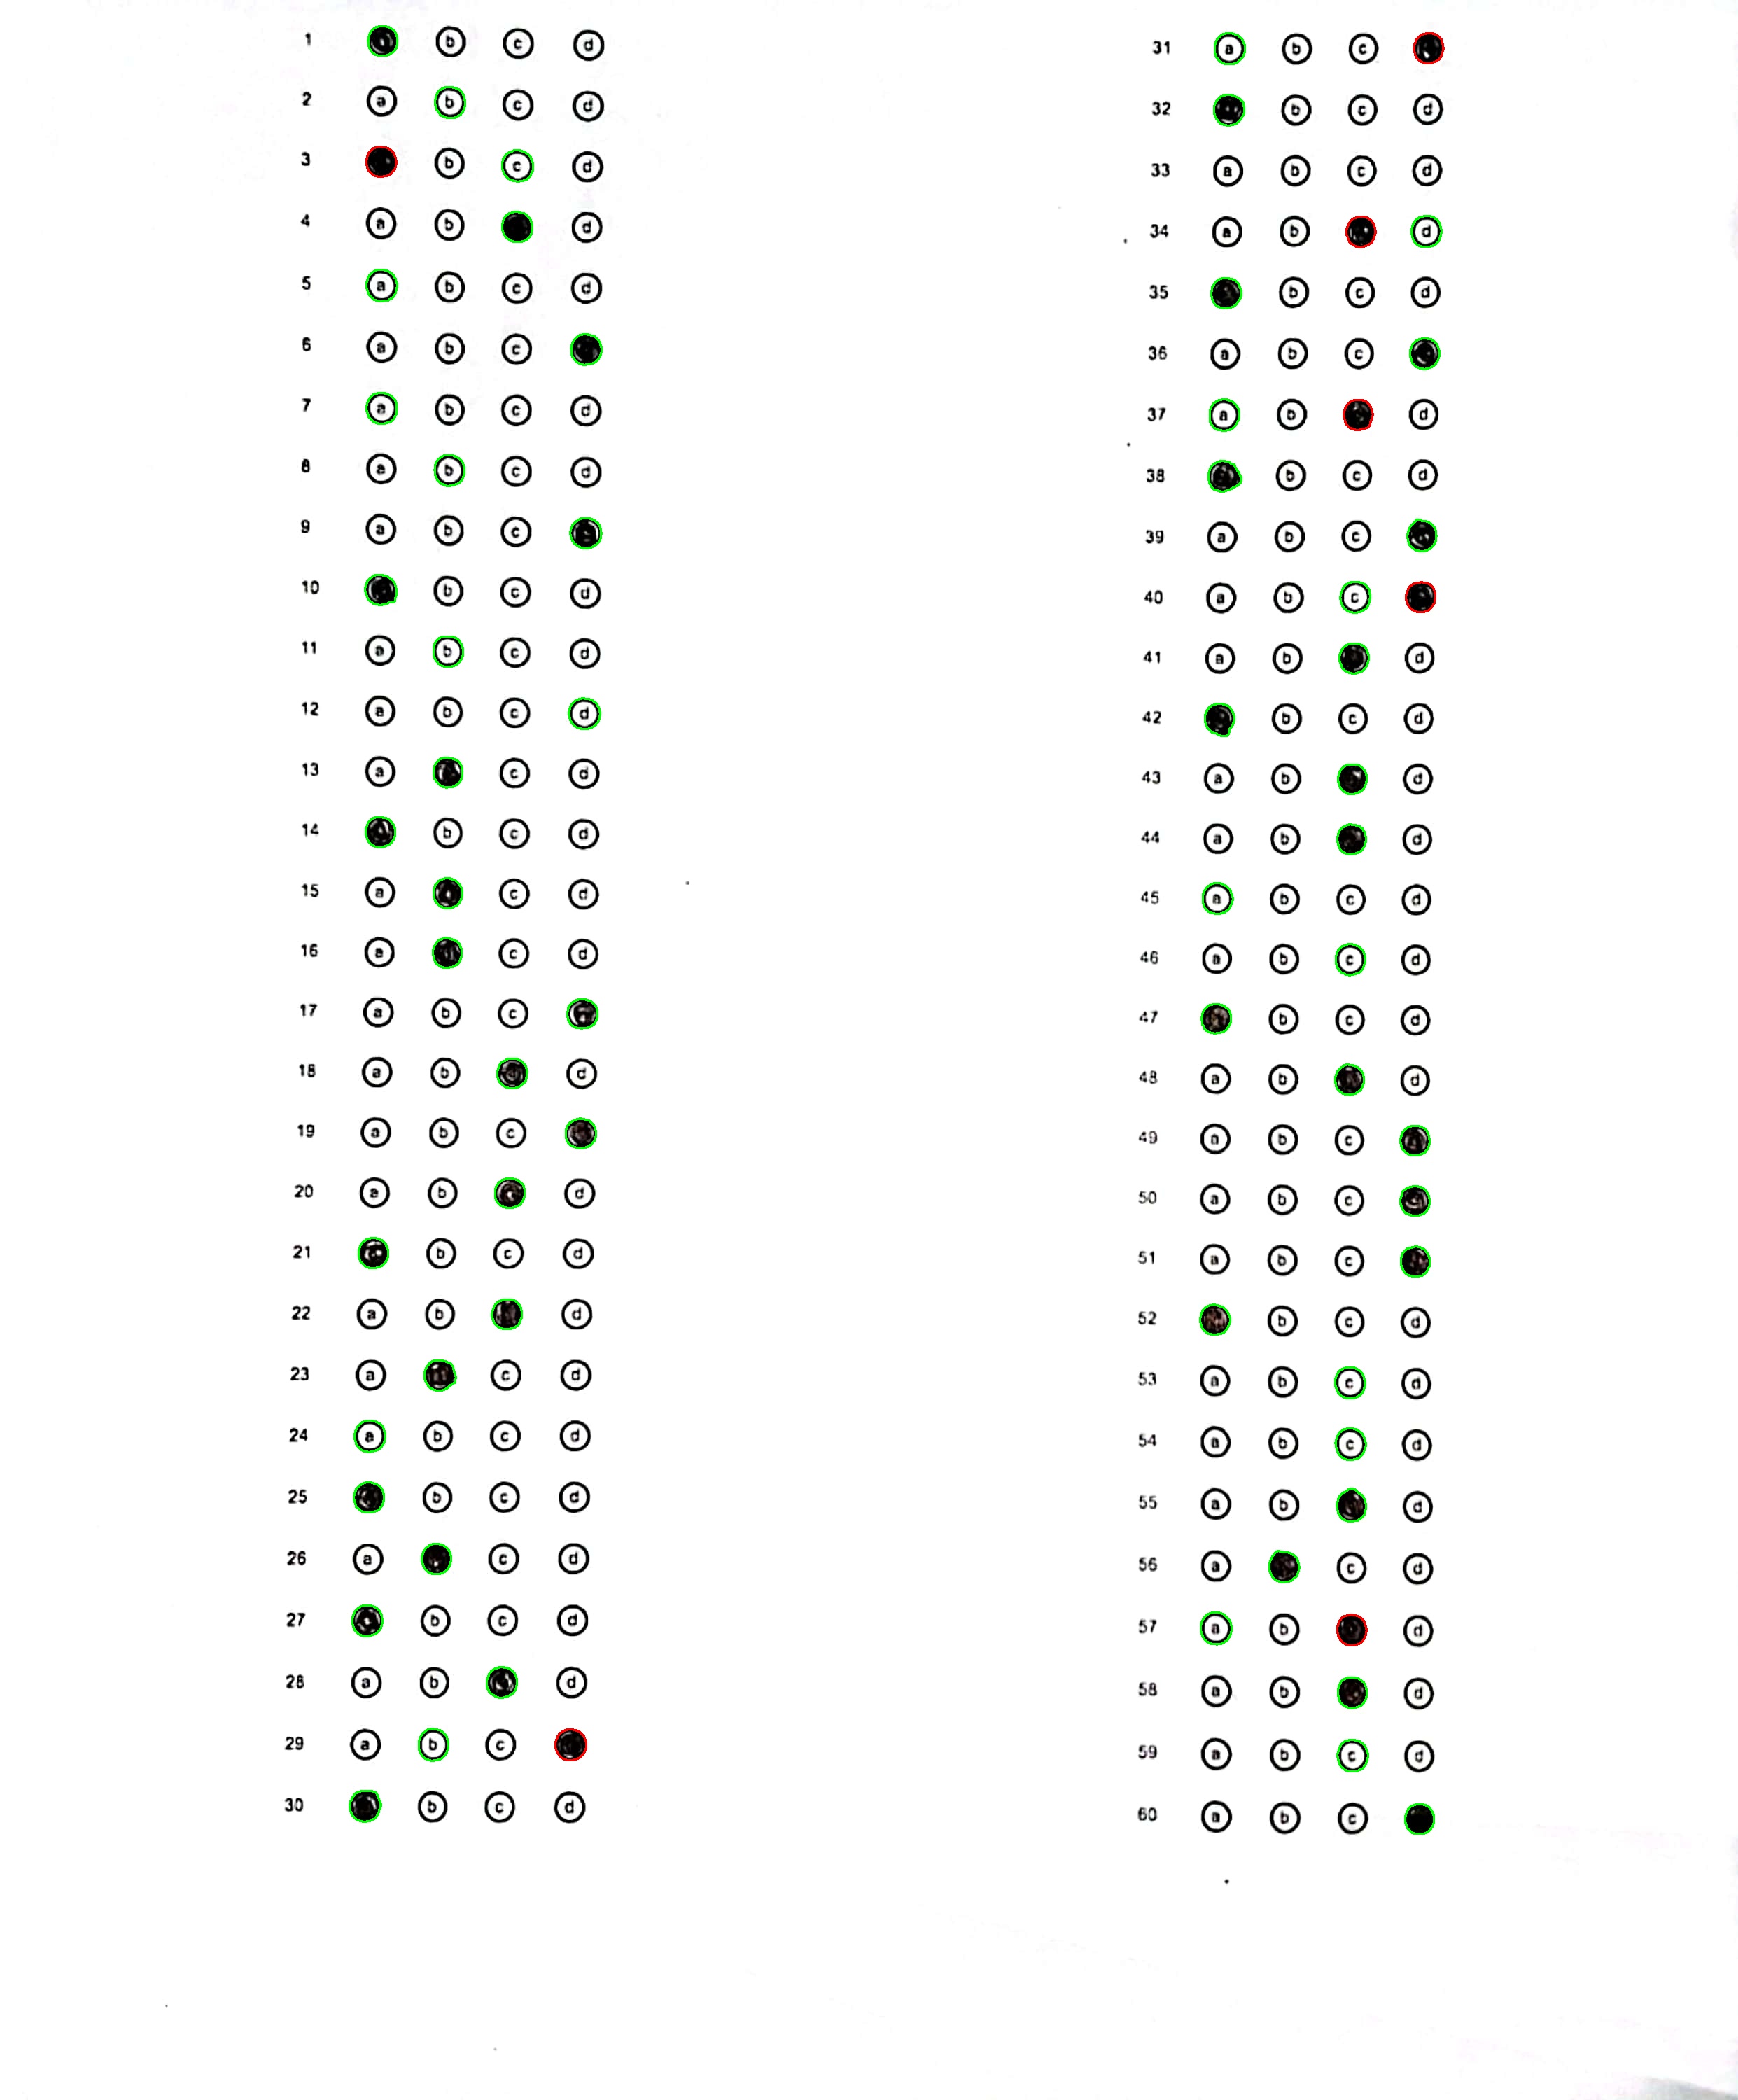 1 b c d
2 a b c d
3 b c d
4 a b d
5 a b c d
6 a b c
7 a b c d
8 a b c d
9 a b c
10 b c d
11 a b c d
12 a b c d
13 a c d
14 b c d
15 a c d
16 a c d
17 a b c
18 a b d
19 a b c
20 a b d
21 b c d
22 a b d
23 a c d
24 a b c d
25 b c d
26 a c d
27 b c d
28 a b d
29 a b c
30 b c d
31 a b c
32 b c d
33 a b c d
34 a b d
35 b c d
36 a b c
37 a b d
38 b c d
39 a b c
40 a b c
41 a b d
42 b c d
43 a b d
44 a b d
45 a b c d
46 a b c d
47 b c d
48 a b d
49 a b c
50 a b c
51 a b c
52 b c d
53 a b c d
54 a b c d
55 a b d
56 a c d
57 a b d
58 a b d
59 a b c d
60 a b c